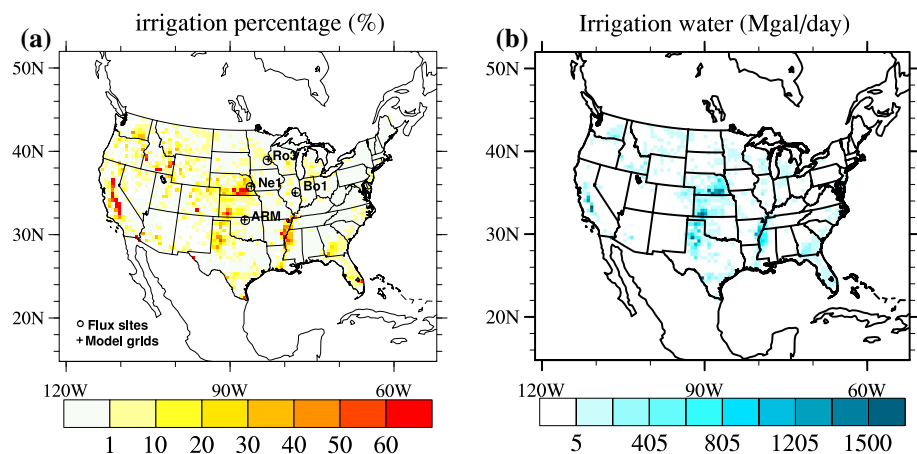 irrigation percentage (%)
(a)
50N
40N
30N
20N
Ro3
Ne1
Bo1
ARM
Flux sites
Model grids
120W 90W 60W
1 10 20 30 40 50 60
Irrigation water (Mgal/day)
(b)
50N
40N
30N
20N
120W 90W 60W
5 405 805 1205 1500